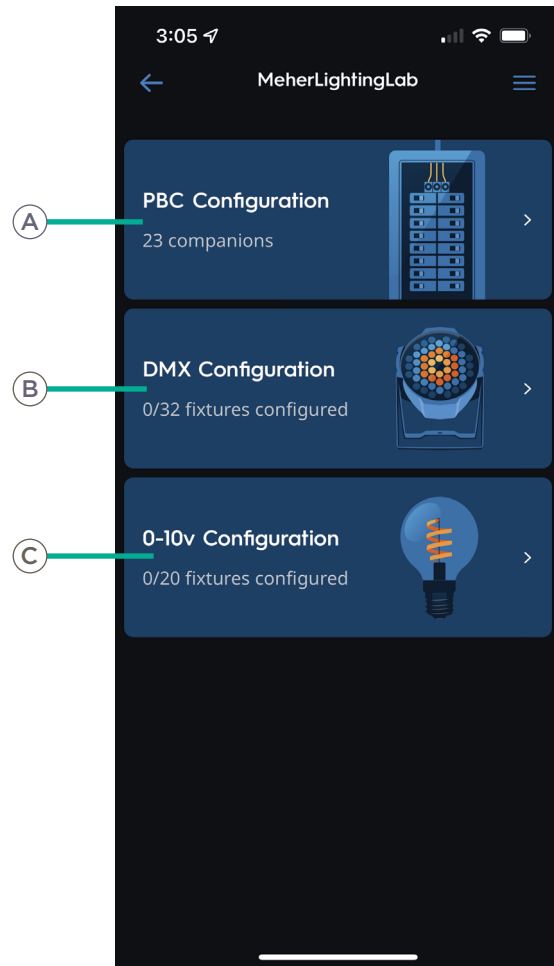 3:05
MeherLightingLab
A
PBC Configuration
23 companions
B
DMX Configuration
0/32 fixtures configured
C
0-10v Configuration
0/20 fixtures configured